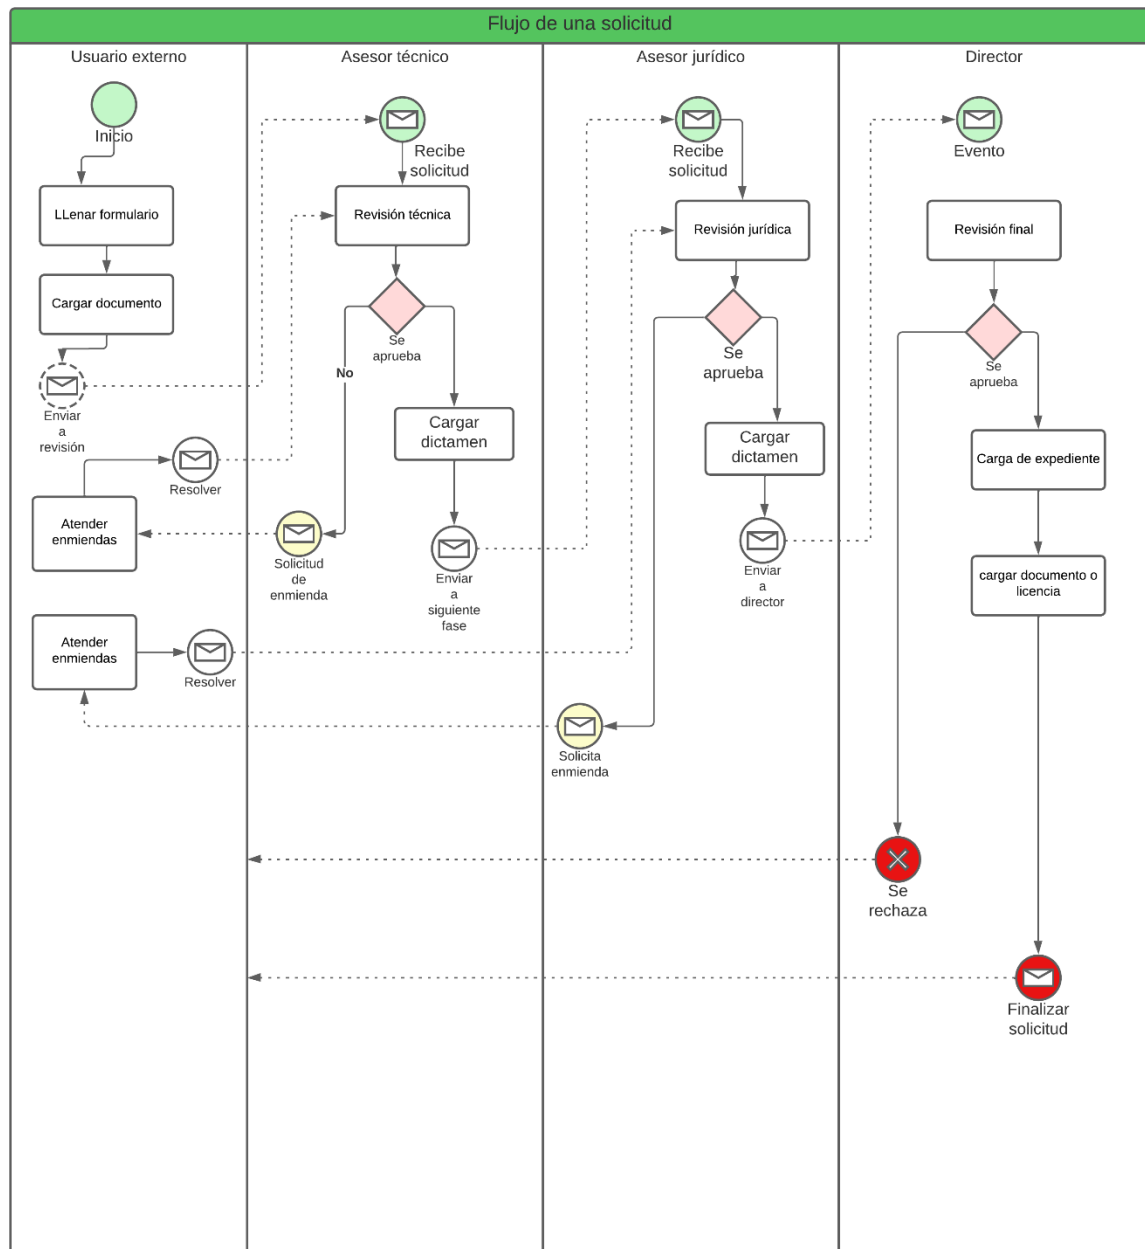 Flujo de una solicitud
Usuario externo
Asesor técnico
Asesor jurídico
Director
Inicio
LLenar formulario
Cargar documento
Enviar
a
revisión
Resolver
Atender
enmiendas
Atender
enmiendas
Resolver
Recibe
solicitud
Revisión técnica
Se
aprueba
No
Cargar
dictamen
Solicitud
de
enmienda
Enviar
a
siguiente
fase
Recibe
solicitud
Revisión jurídica
Se
aprueba
Cargar
dictamen
Enviar
a
director
Solicita
enmienda
Evento
Revisión final
Se
aprueba
Carga de expediente
cargar documento o
licencia
Se
rechaza
Finalizar
solicitud